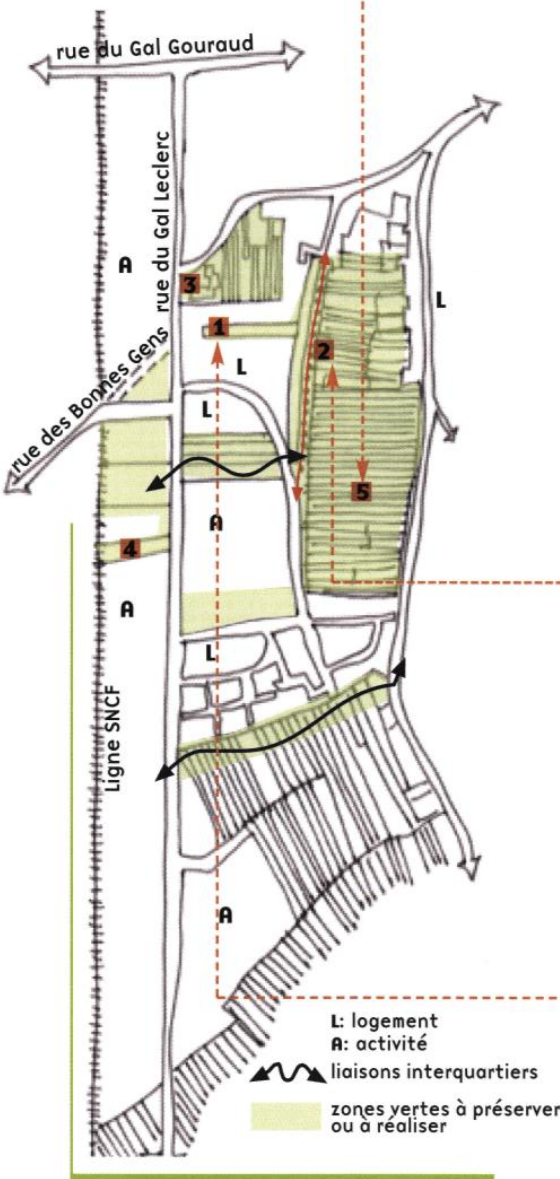 rue du Gal Gouraud
rue du Gal Leclerc
A
L
3
1
2
L
rue des Bonnes Gens
L
5
A
4
A
L
Ligne SNCF
A
L: logement
A: activité
liaisons interquartiers
zones vertes à préserver
ou à réaliser